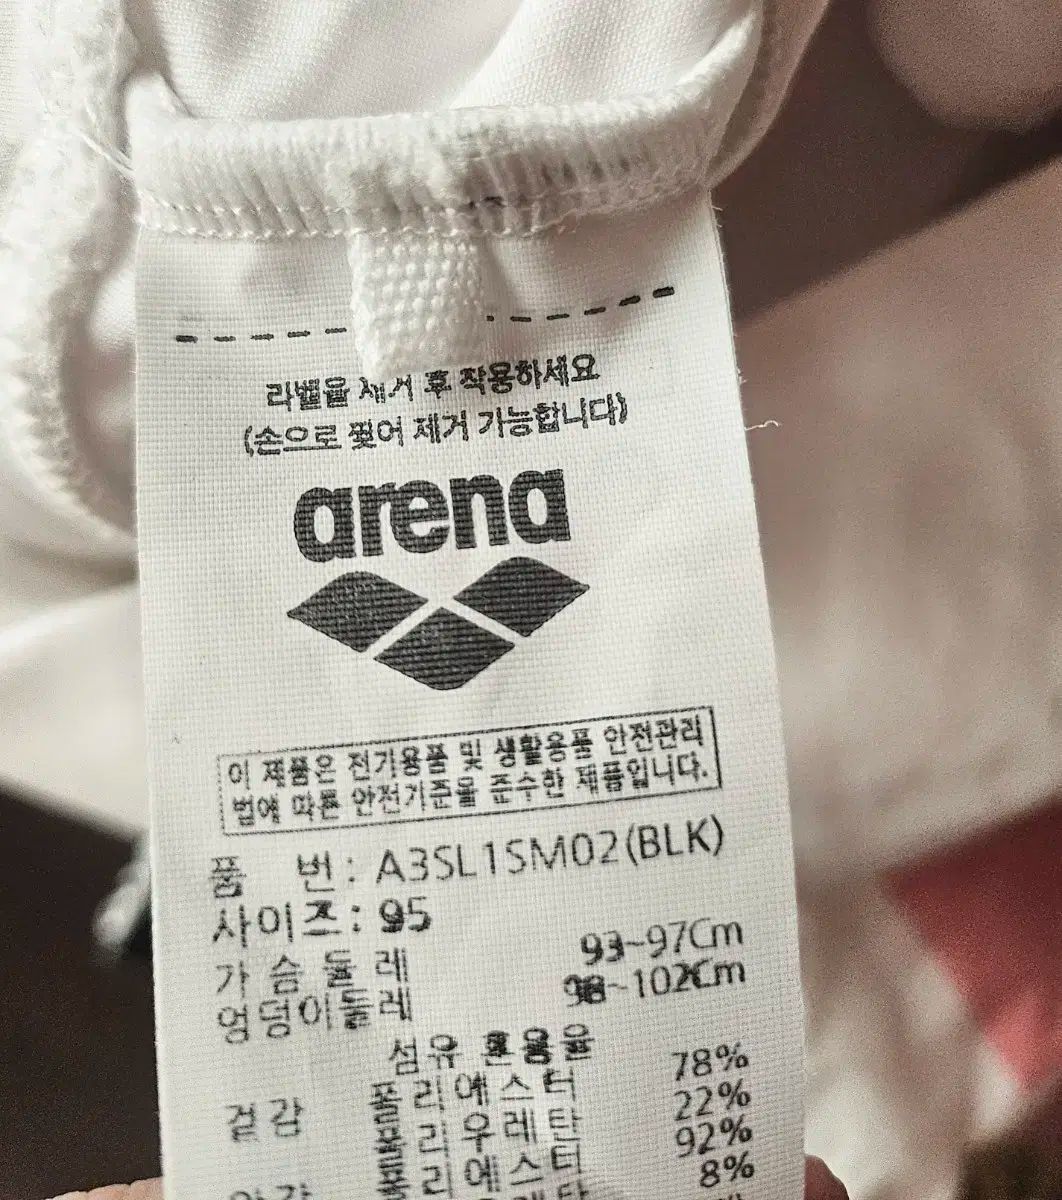 라벨을 제거 후 착용하세요
(손으로 찢어 제거 가능합니다)
arena
이 제품은 전기용품 및 생활용품 안전관리
법에 따른 안전기준을 준수한 제품입니다.
품 번 : A3SL1SM02(BLK)
사이즈 : 95
가슴둘레 93~97Cm
엉덩이둘레 98~102Cm
섬유 혼용율
겉감 폴리에스터 78%
폴리우레탄 22%
폴리에스터 92%
8%